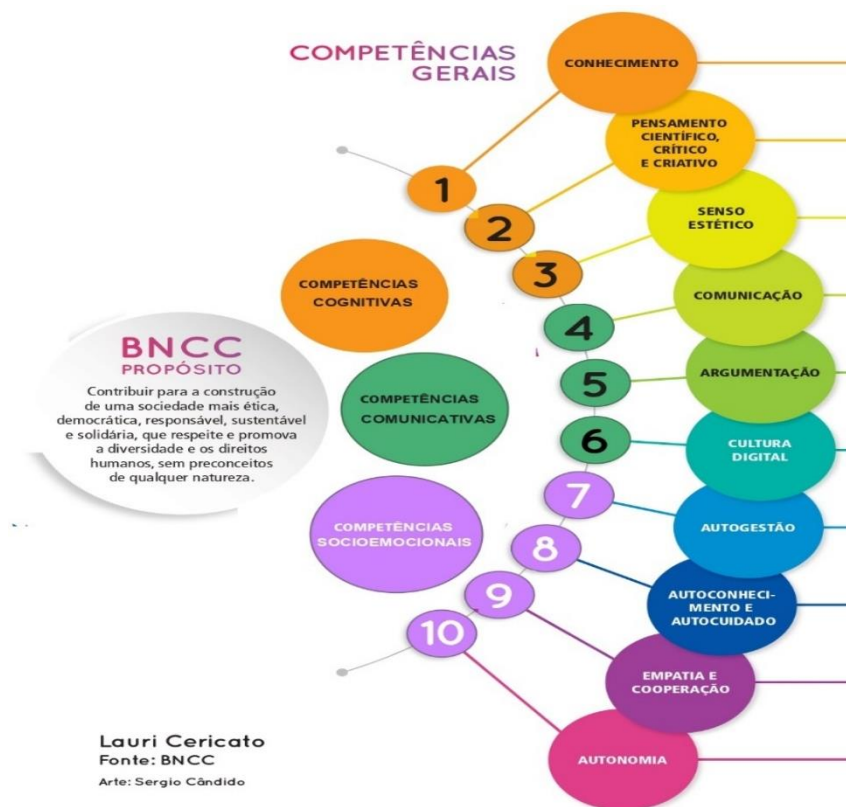 COMPETÊNCIAS
GERAIS
CONHECIMENTO
PENSAMENTO
CIENTÍFICO,
CRÍTICO
E CRIATIVO
SENSO
ESTÉTICO
COMUNICAÇÃO
ARGUMENTAÇÃO
CULTURA
DIGITAL
AUTOGESTÃO
AUTOCONHECI-
MENTO E
AUTOCUIDADO
EMPATIA E
COOPERAÇÃO
AUTONOMIA
1
2
3
4
5
6
7
8
9
10
COMPETÊNCIAS
COGNITIVAS
COMPETÊNCIAS
COMUNICATIVAS
COMPETÊNCIAS
SOCIOEMOCIONAIS
BNCC
PROPÓSITO
Contribuir para a construção
de uma sociedade mais ética,
democrática, responsável, sustentável
e solidária, que respeite e promova
a diversidade e os direitos
humanos, sem preconceitos
de qualquer natureza.
Lauri Cericato
Fonte: BNCC
Arte: Sergio Cândido